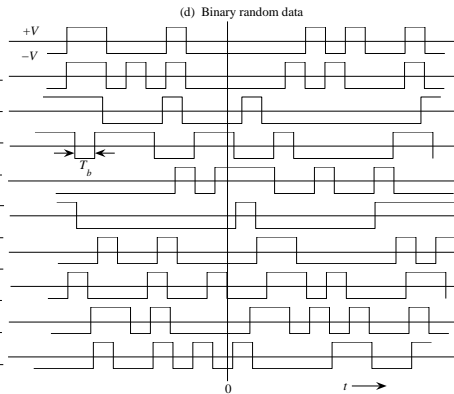 (d) Binary random data
+V
−V
T_b
0
t